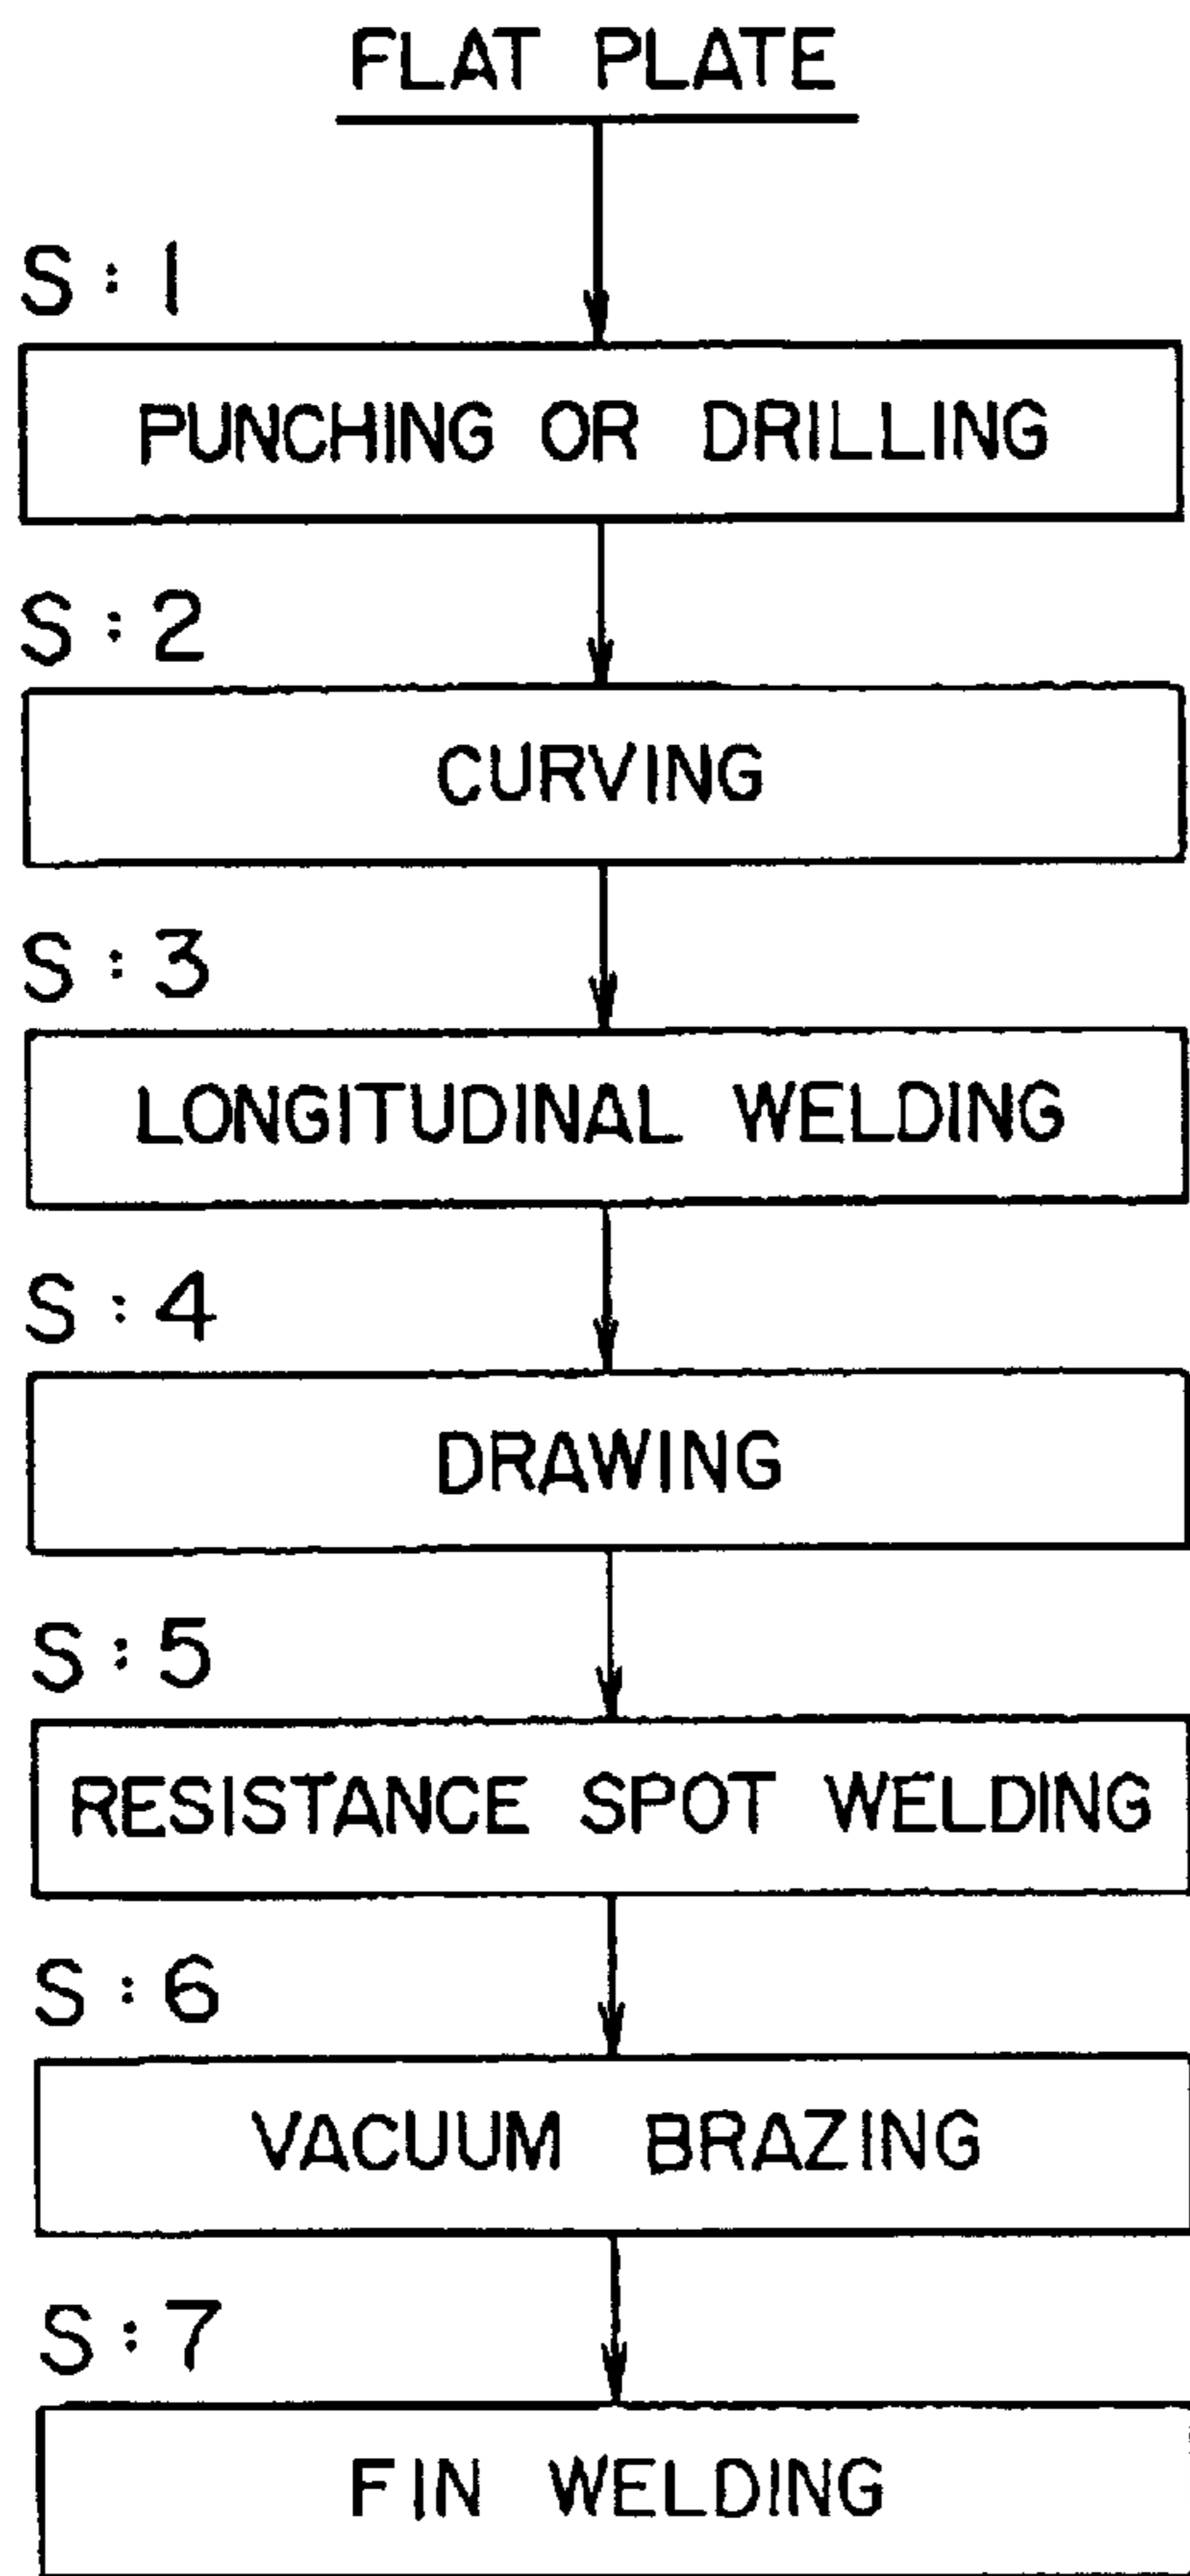 FLAT PLATE
S:1
PUNCHING OR DRILLING
S:2
CURVING
S:3
LONGITUDINAL WELDING
S:4
DRAWING
S:5
RESISTANCE SPOT WELDING
S:6
VACUUM BRAZING
S:7
FIN WELDING